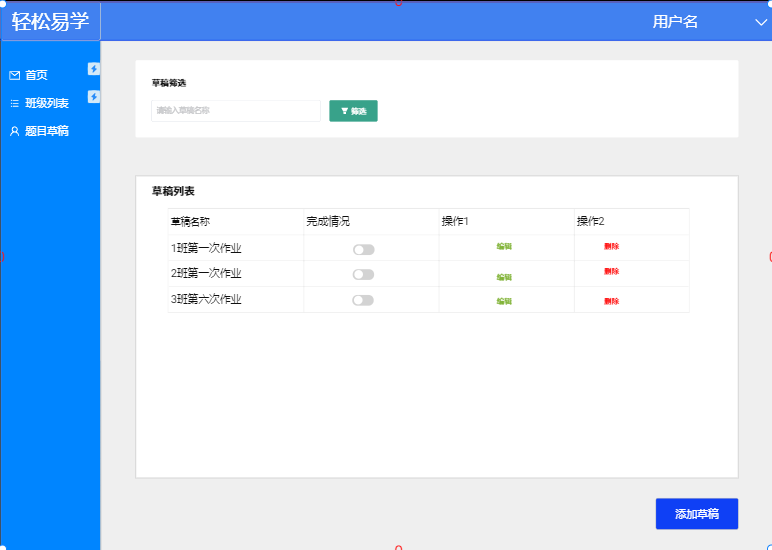 轻松易学
用户名
首页
班级列表
题目草稿
草稿筛选
请输入草稿名称
筛选
草稿列表
草稿名称 完成情况 操作1 操作2
1班第一次作业 编辑 删除
2班第一次作业 编辑 删除
3班第六次作业 编辑 删除
添加草稿